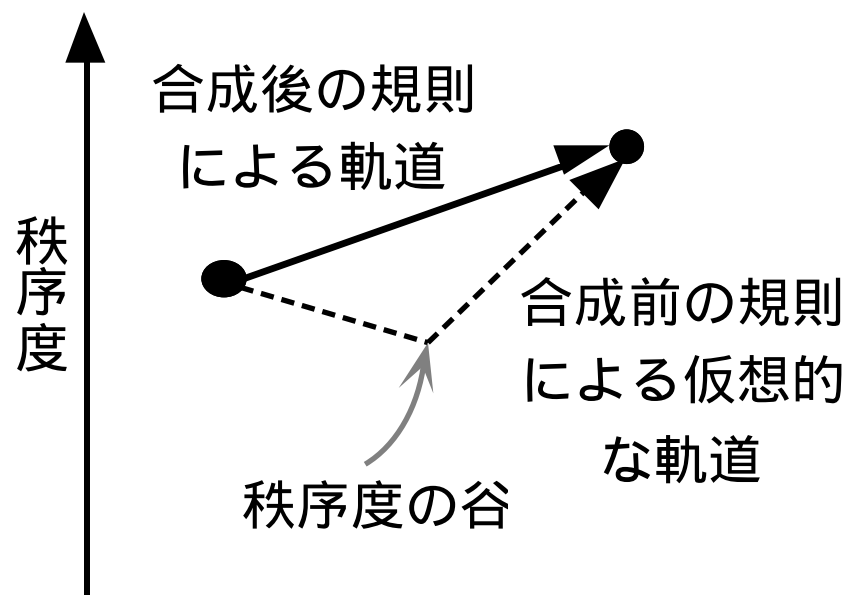 合成後の規則
による軌道
秩序度
合成前の規則
による仮想的
な軌道
秩序度の谷